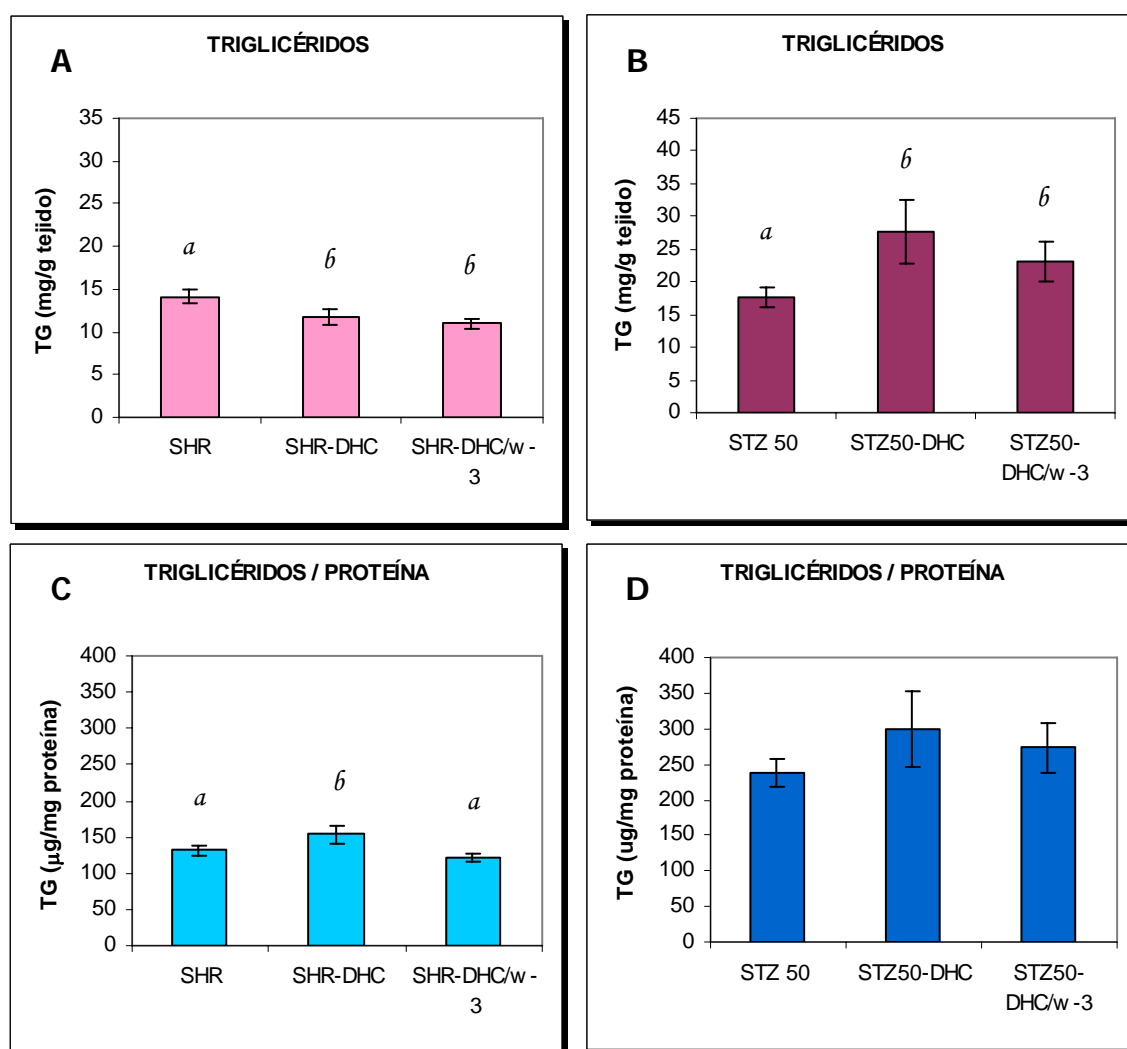 A
TRIGLICÉRIDOS
TG (mg/g tejido)
35
30
25
20
15
10
5
0
a
b
b
SHR
SHR-DHC
SHR-DHC/w -
3
B
TRIGLICÉRIDOS
TG (mg/g tejido)
45
40
35
30
25
20
15
10
5
0
a
b
b
STZ 50
STZ50-DHC
STZ50-
DHC/w -3
C
TRIGLICÉRIDOS / PROTEÍNA
TG (µg/mg proteína)
400
350
300
250
200
150
100
50
0
a
b
a
SHR
SHR-DHC
SHR-DHC/w -
3
D
TRIGLICÉRIDOS / PROTEÍNA
TG (ug/mg proteína)
400
350
300
250
200
150
100
50
0
STZ 50
STZ50-DHC
STZ50-
DHC/w -3